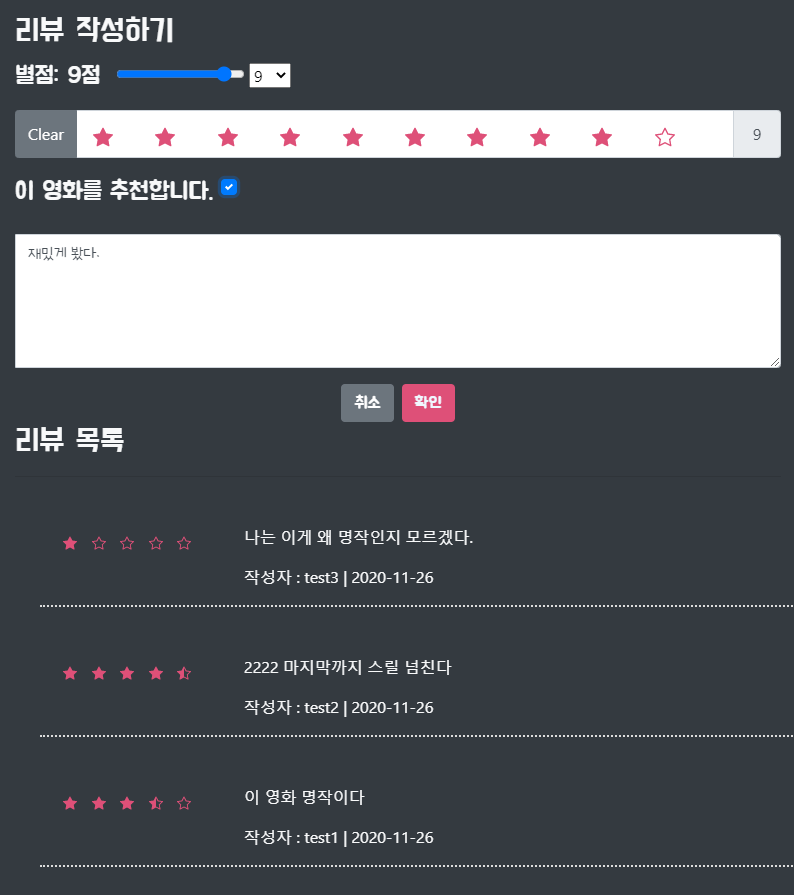 리뷰 작성하기
별점: 9점 9
Clear 9
이 영화를 추천합니다.
재밌게 봤다.
취소 확인
리뷰 목록
나는 이게 왜 명작인지 모르겠다.
작성자 : test3 | 2020-11-26
2222 마지막까지 스릴 넘친다
작성자 : test2 | 2020-11-26
이 영화 명작이다
작성자 : test1 | 2020-11-26